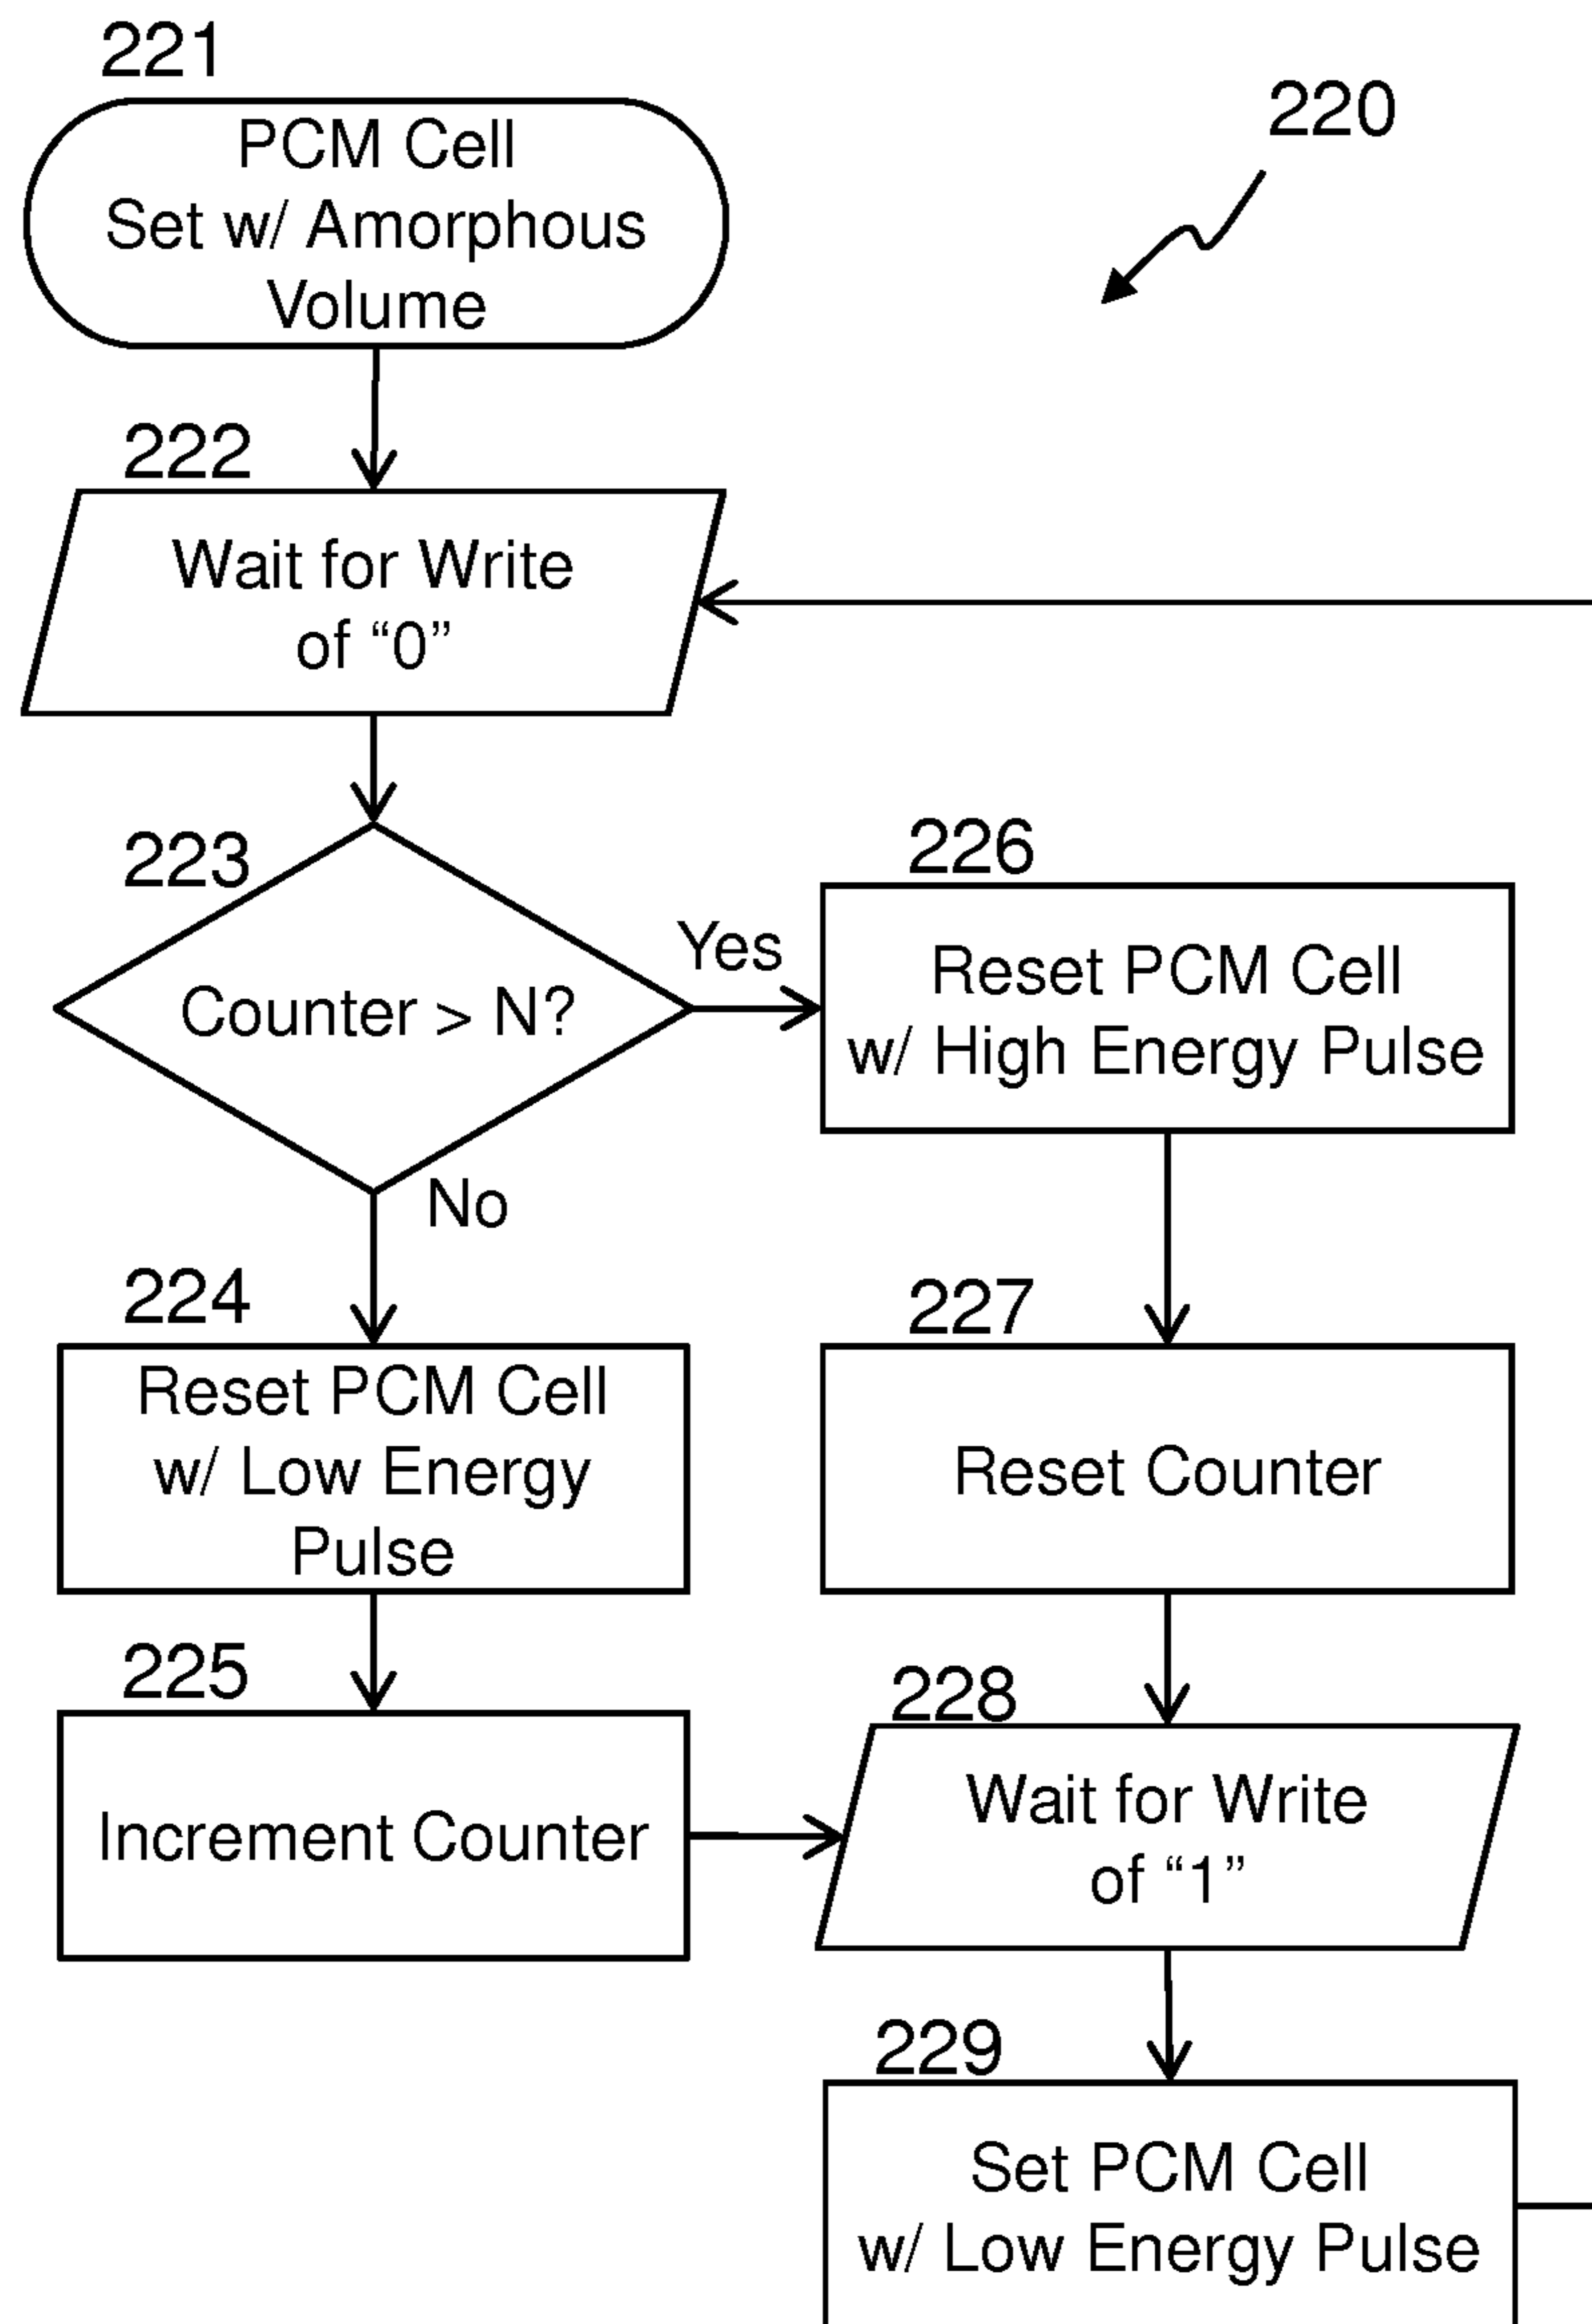 221
PCM Cell
Set w/ Amorphous
Volume
220
222
Wait for Write
of “0”
223
Counter > N?
Yes
No
226
Reset PCM Cell
w/ High Energy Pulse
224
Reset PCM Cell
w/ Low Energy
Pulse
227
Reset Counter
225
Increment Counter
228
Wait for Write
of “1”
229
Set PCM Cell
w/ Low Energy Pulse